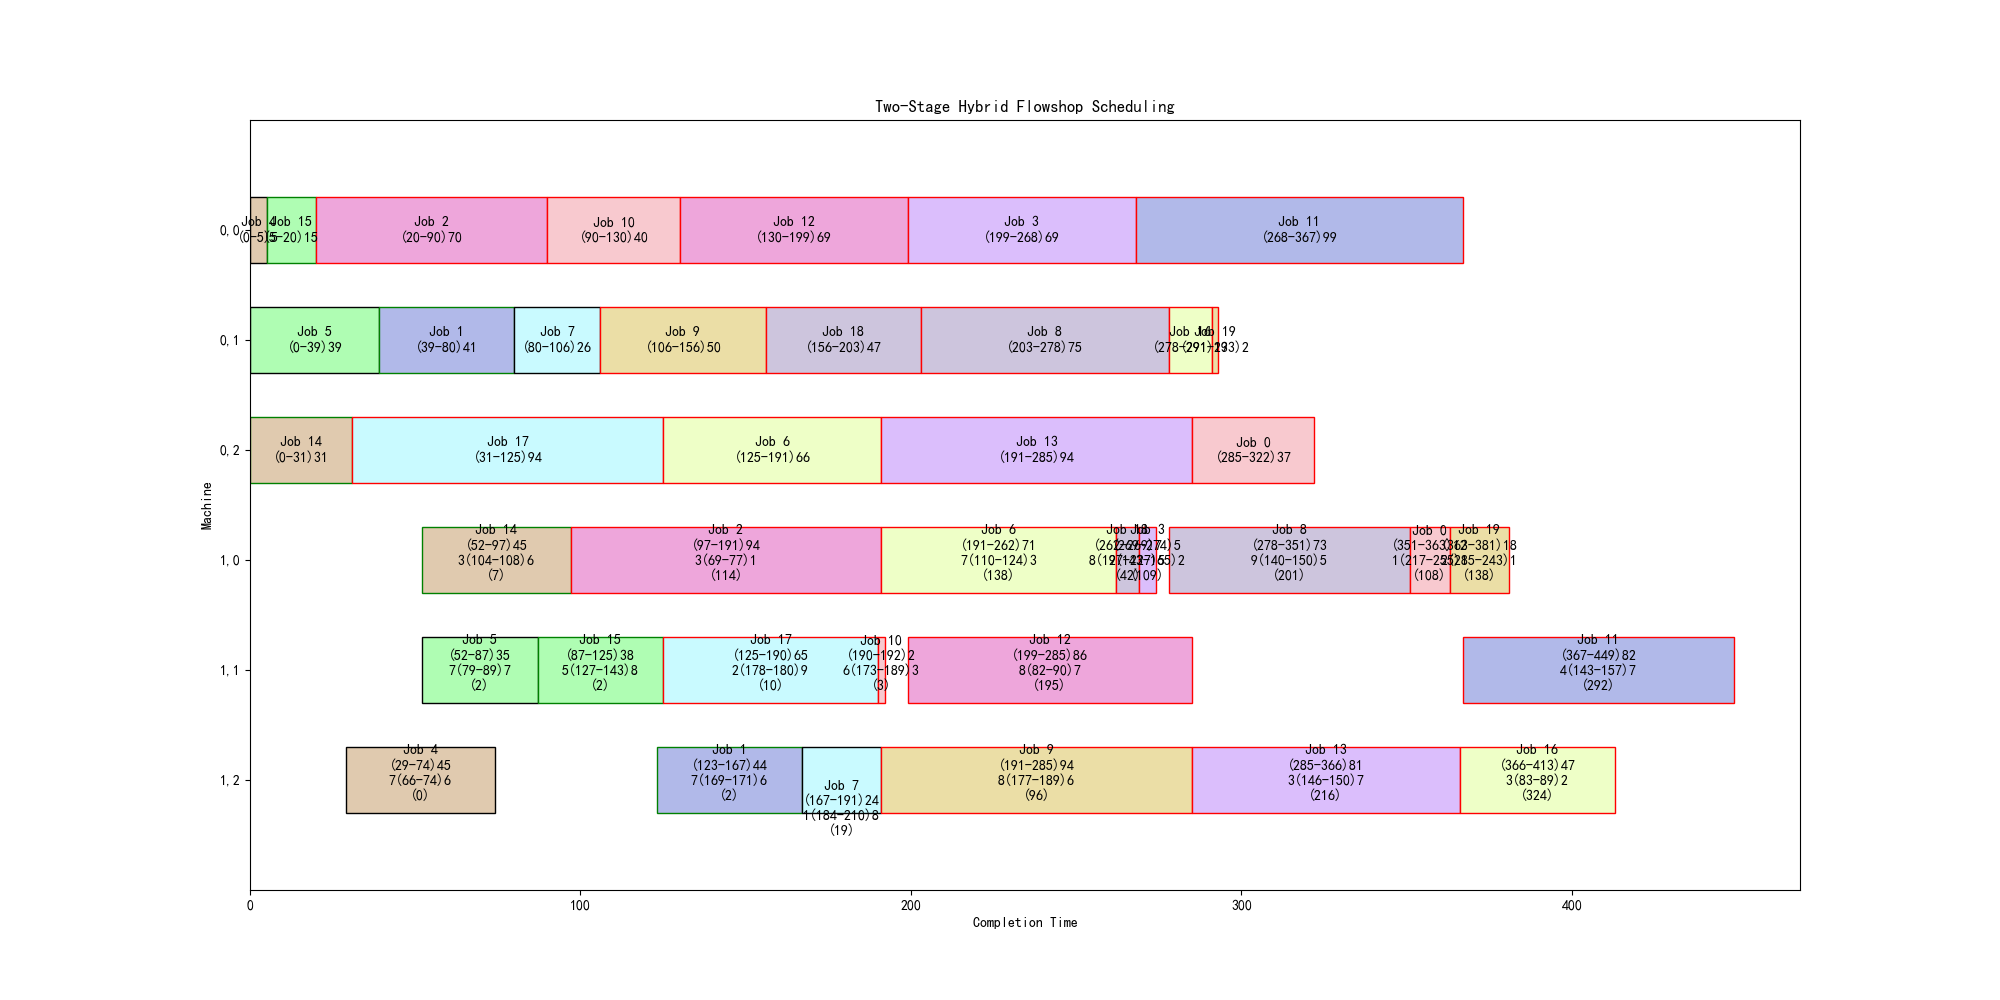 Two-Stage Hybrid Flowshop Scheduling
0,0
Job 4
(0-5)5
Job 15
(5-20)15
Job 2
(20-90)70
Job 10
(90-130)40
Job 12
(130-199)69
Job 3
(199-268)69
Job 11
(268-367)99
0,1
Job 5
(0-39)39
Job 1
(39-80)41
Job 7
(80-106)26
Job 9
(106-156)50
Job 18
(156-203)47
Job 8
(203-278)75
Job 16
(278-291)13
Job 19
(291-293)2
0,2
Job 14
(0-31)31
Job 17
(31-125)94
Job 6
(125-191)66
Job 13
(191-285)94
Job 0
(285-322)37
Machine
1,0
Job 14
(52-97)45
3(104-108)6
(7)
Job 2
(97-191)94
3(69-77)1
(114)
Job 6
(191-262)71
7(110-124)3
(138)
Job 18
(262-269)7
(42)
Job 3
(269-274)5
(109)
Job 8
(278-351)73
9(140-150)5
(201)
Job 0
(351-363)12
(108)
Job 19
(363-381)18
(138)
1,1
Job 5
(52-87)35
7(79-89)7
(2)
Job 15
(87-125)38
5(127-143)8
(2)
Job 17
(125-190)65
2(178-180)9
(10)
Job 10
(190-192)2
6(173-189)3
(3)
Job 12
(199-285)86
8(82-90)7
(195)
Job 11
(367-449)82
4(143-157)7
(292)
1,2
Job 4
(29-74)45
7(66-74)6
(0)
Job 1
(123-167)44
7(169-171)6
(2)
Job 7
(167-191)24
1(184-210)8
(19)
Job 9
(191-285)94
8(177-189)6
(96)
Job 13
(285-366)81
3(146-150)7
(216)
Job 16
(366-413)47
3(83-89)2
(324)
0
100
200
300
400
Completion Time